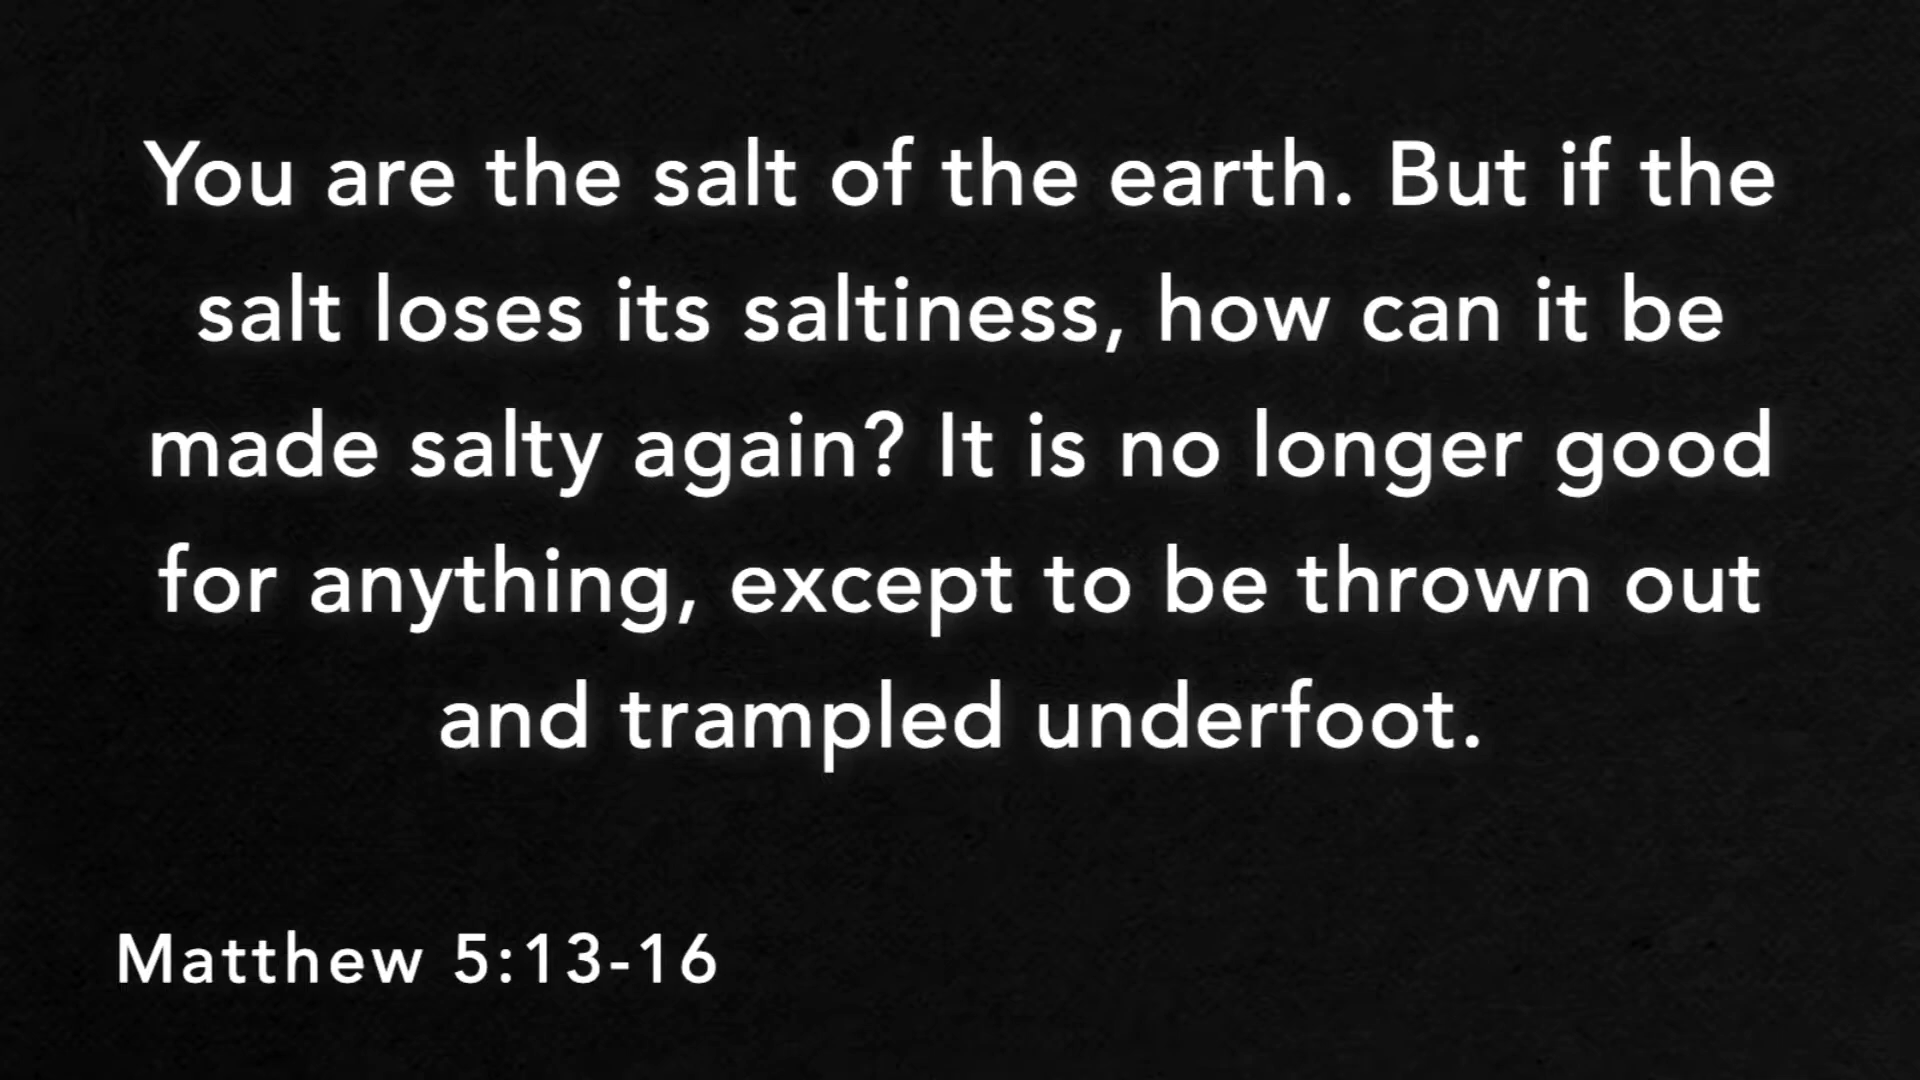 You are the salt of the earth. But if the
salt loses its saltiness, how can it be
made salty again? It is no longer good
for anything, except to be thrown out
and trampled underfoot.
Matthew 5:13-16